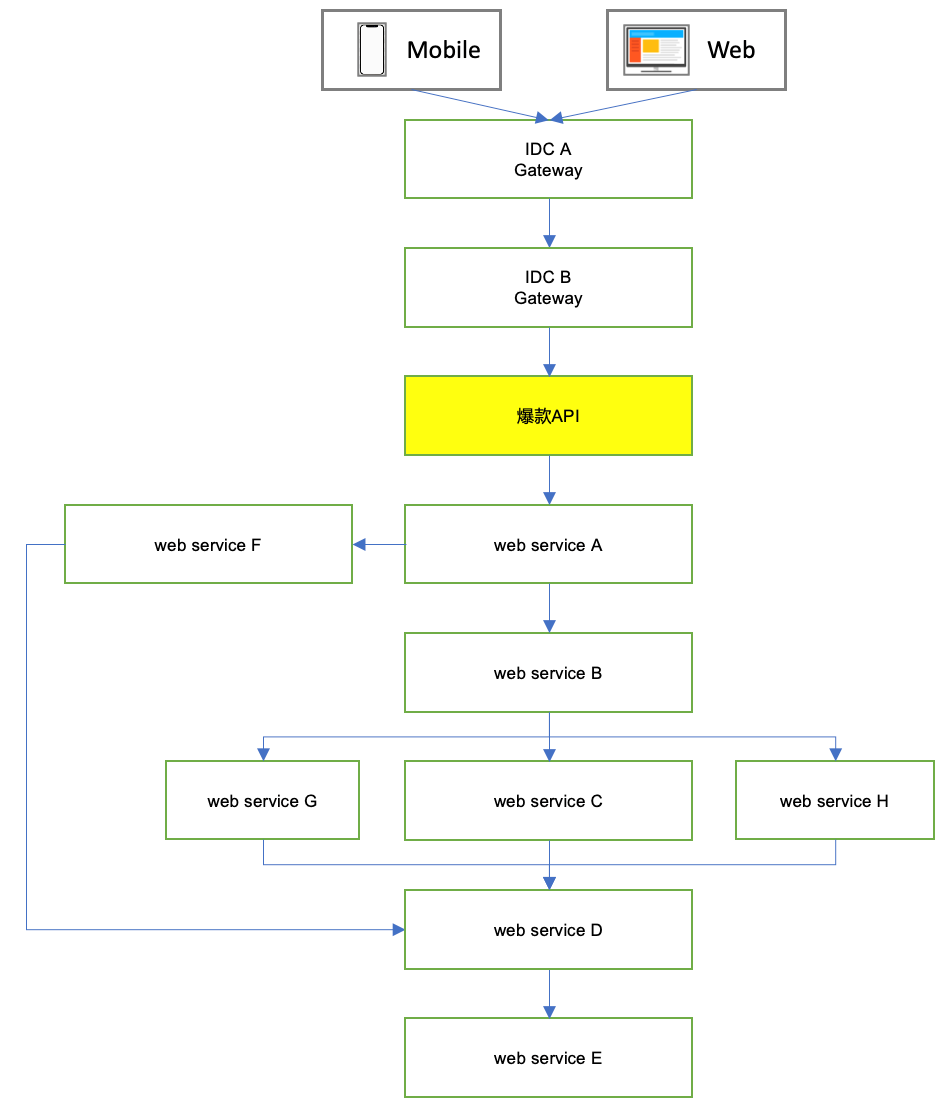 Mobile
Web
IDC A
Gateway
IDC B
Gateway
爆款API
web service F
web service A
web service B
web service G
web service C
web service H
web service D
web service E